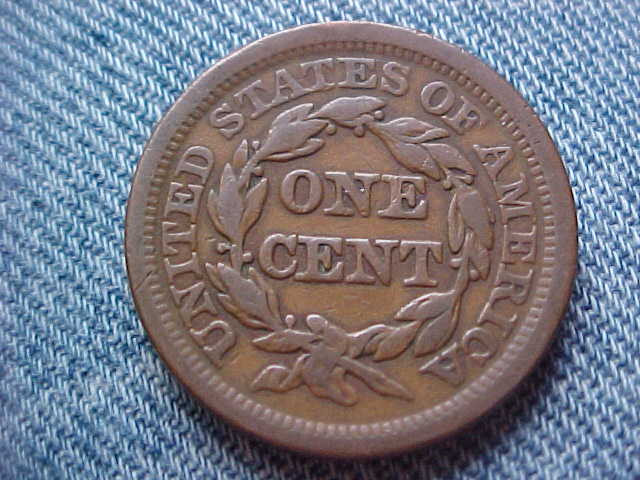 UNITED STATES OF AMERICA
ONE
CENT